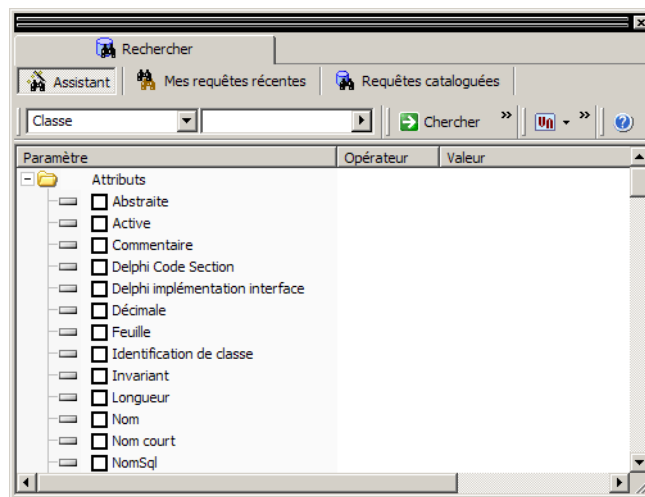 Rechercher
Assistant Mes requêtes récentes Requêtes cataloguées
Classe Chercher » »
Paramètre Opérateur Valeur
Attributs
Abstraite
Active
Commentaire
Delphi Code Section
Delphi implémentation interface
Décimale
Feuille
Identification de classe
Invariant
Longueur
Nom
Nom court
NomSql